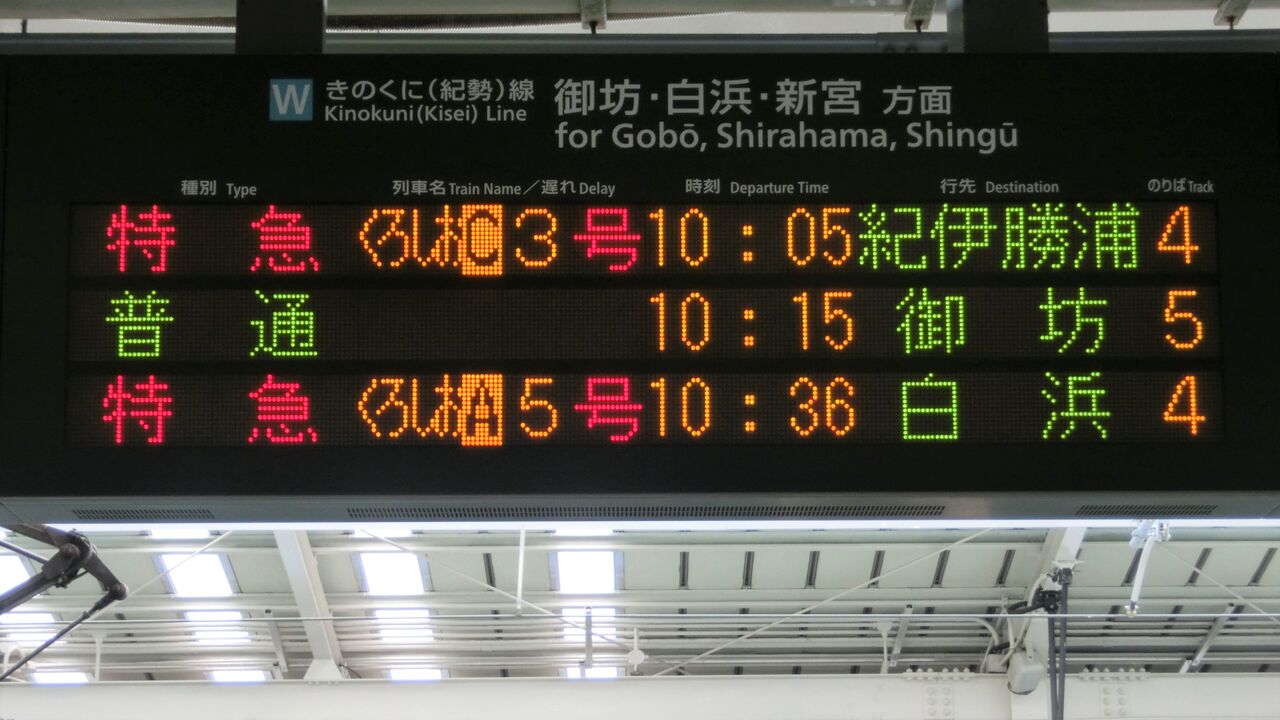 W きのくに(紀勢)線 御坊・白浜・新宮 方面
Kinokuni(Kisei) Line for Gobō, Shirahama, Shingū
種別 Type 列車名 Train Name／遅れ Delay 時刻 Departure Time 行先 Destination のりば Track
特急 くろしお C 3号 10:05 紀伊勝浦 4
普通 10:15 御坊 5
特急 くろしお A 5号 10:36 白浜 4